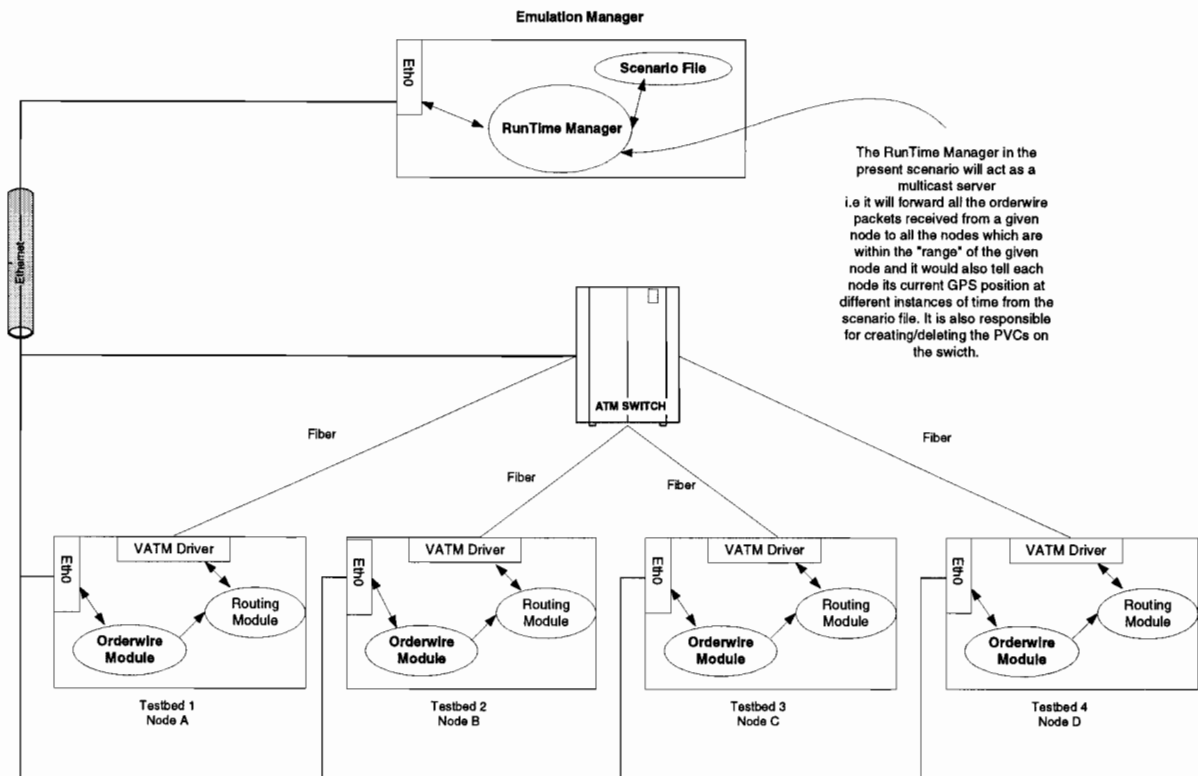 Emulation Manager
Eth0
Scenario File
RunTime Manager
The RunTime Manager in the
present scenario will act as a
multicast server
i.e it will forward all the orderwire
packets received from a given
node to all the nodes which are
within the "range" of the given
node and it would also tell each
node its current GPS position at
different instances of time from the
scenario file. It is also responsible
for creating/deleting the PVCs on
the swicth.
Ethernet
ATM SWITCH
Fiber
Fiber
Fiber
Fiber
Eth0
VATM Driver
Routing
Module
Orderwire
Module
Testbed 1
Node A
Eth0
VATM Driver
Routing
Module
Orderwire
Module
Testbed 2
Node B
Eth0
VATM Driver
Routing
Module
Orderwire
Module
Testbed 3
Node C
Eth0
VATM Driver
Routing
Module
Orderwire
Module
Testbed 4
Node D